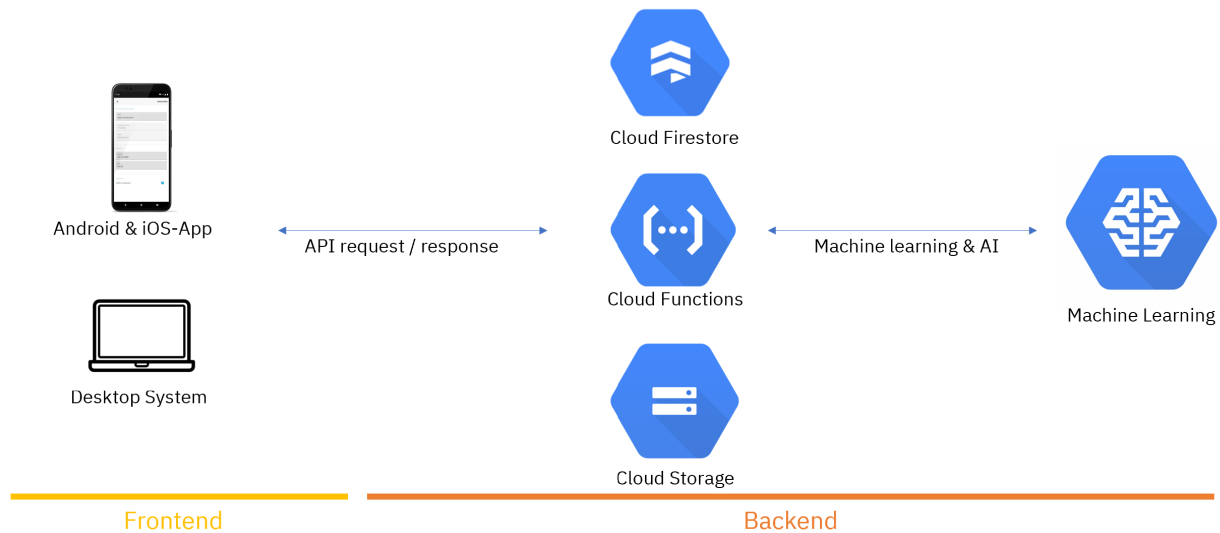 Cloud Firestore
Android & iOS-App
API request / response
Cloud Functions
Machine learning & AI
Machine Learning
Desktop System
Cloud Storage
Frontend
Backend